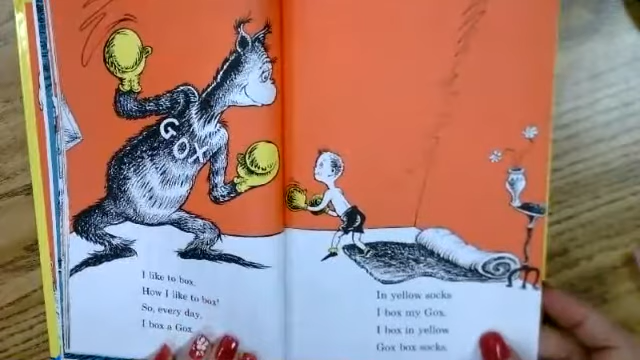 GOX
I like to box.
How I like to box!
So, every day,
I box a Gox.
In yellow socks
I box my Gox.
I box in yellow
Gox box socks.